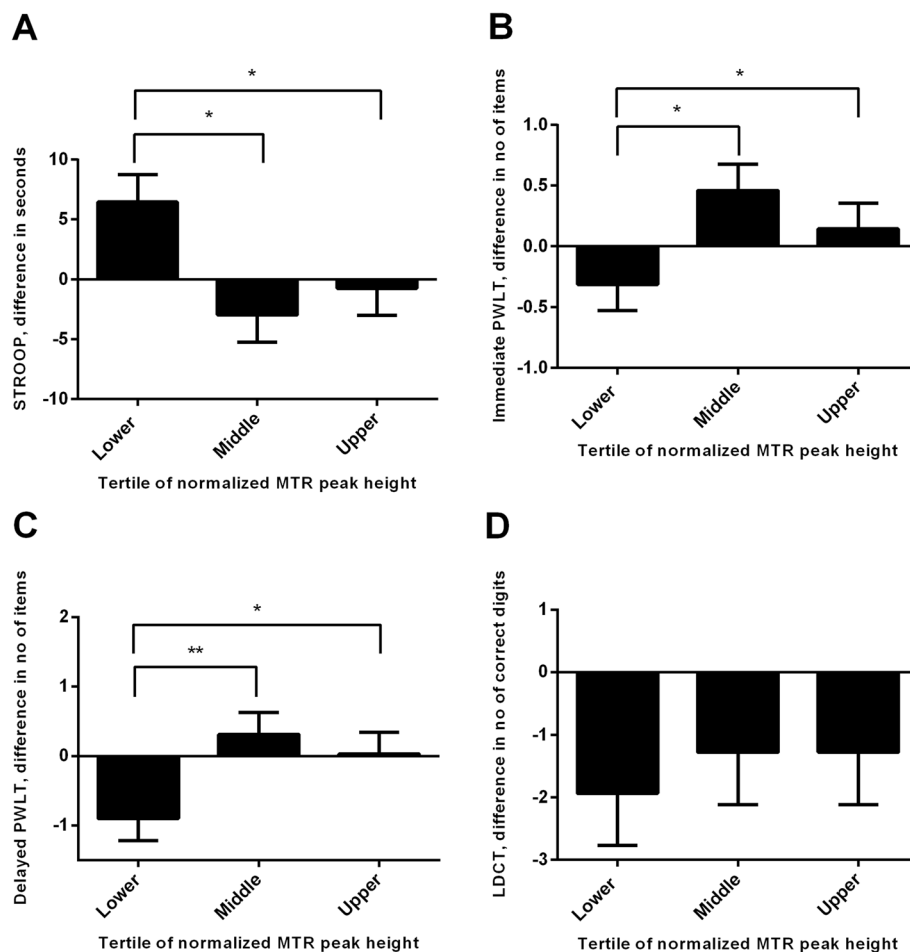 A
STROOP, difference in seconds
10
5
0
-5
-10
*
*
Lower
Middle
Upper
Tertile of normalized MTR peak height
B
Immediate PWLT, difference in no of items
1.0
0.5
0.0
-0.5
-1.0
*
*
Lower
Middle
Upper
Tertile of normalized MTR peak height
C
Delayed PWLT, difference in no of items
2
1
0
-1
*
**
Lower
Middle
Upper
Tertile of normalized MTR peak height
D
LDCT, difference in no of correct digits
1
0
-1
-2
-3
Lower
Middle
Upper
Tertile of normalized MTR peak height